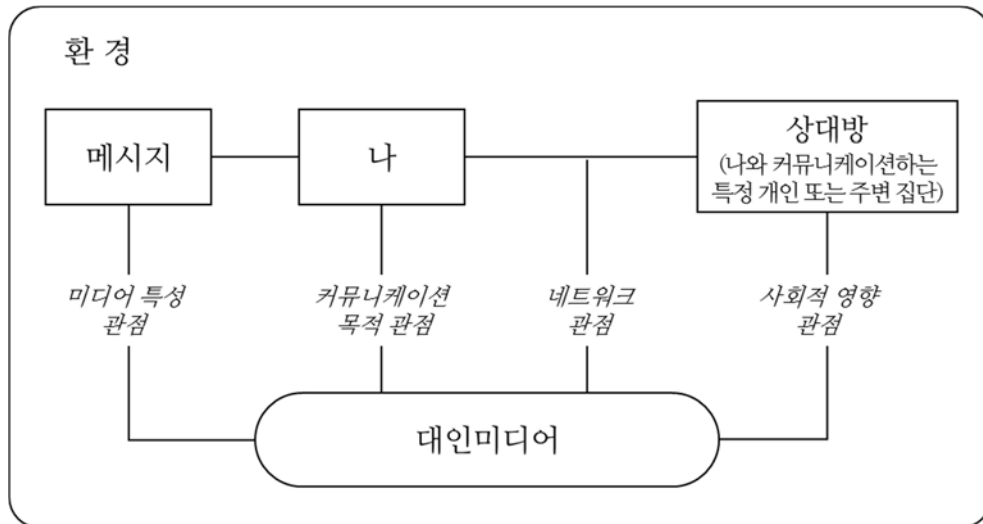 환 경
메시지
나
상대방
(나와 커뮤니케이션하는
특정 개인 또는 주변 집단)
미디어 특성
관점
커뮤니케이션
목적 관점
네트워크
관점
사회적 영향
관점
대인미디어